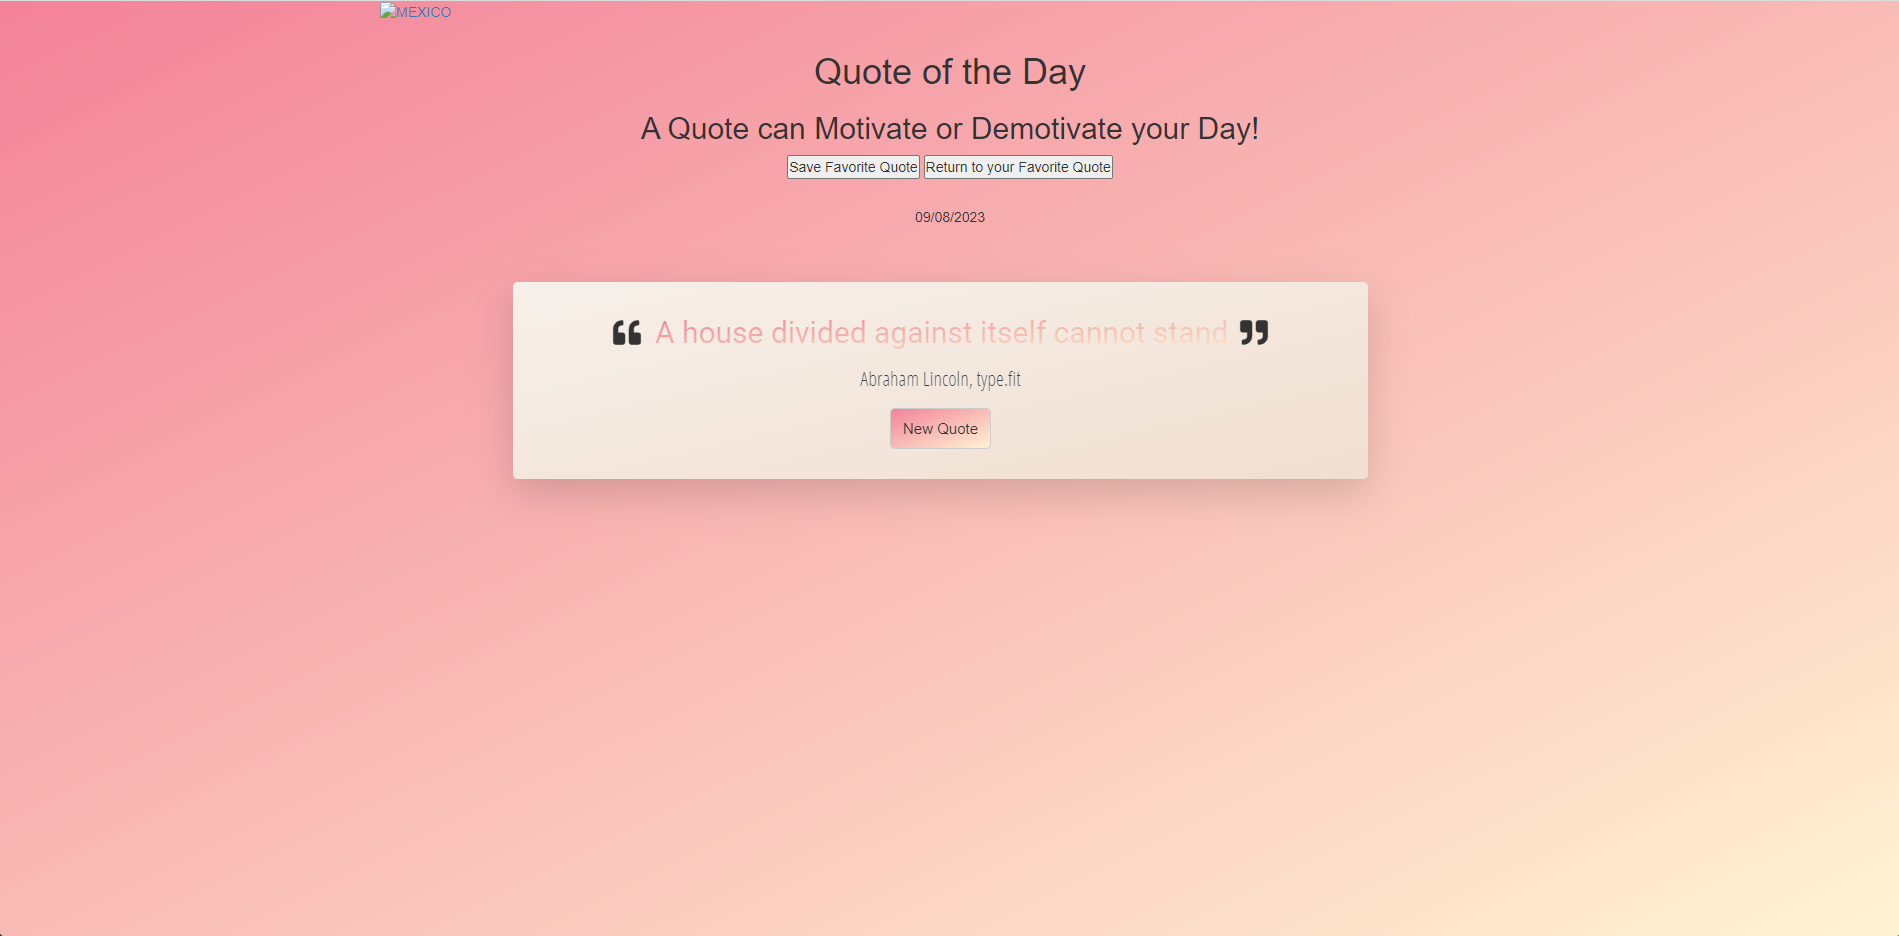 MEXICO
Quote of the Day
A Quote can Motivate or Demotivate your Day!
Save Favorite Quote Return to your Favorite Quote
09/08/2023
“ A house divided against itself cannot stand. ”
Abraham Lincoln, type.fit
New Quote